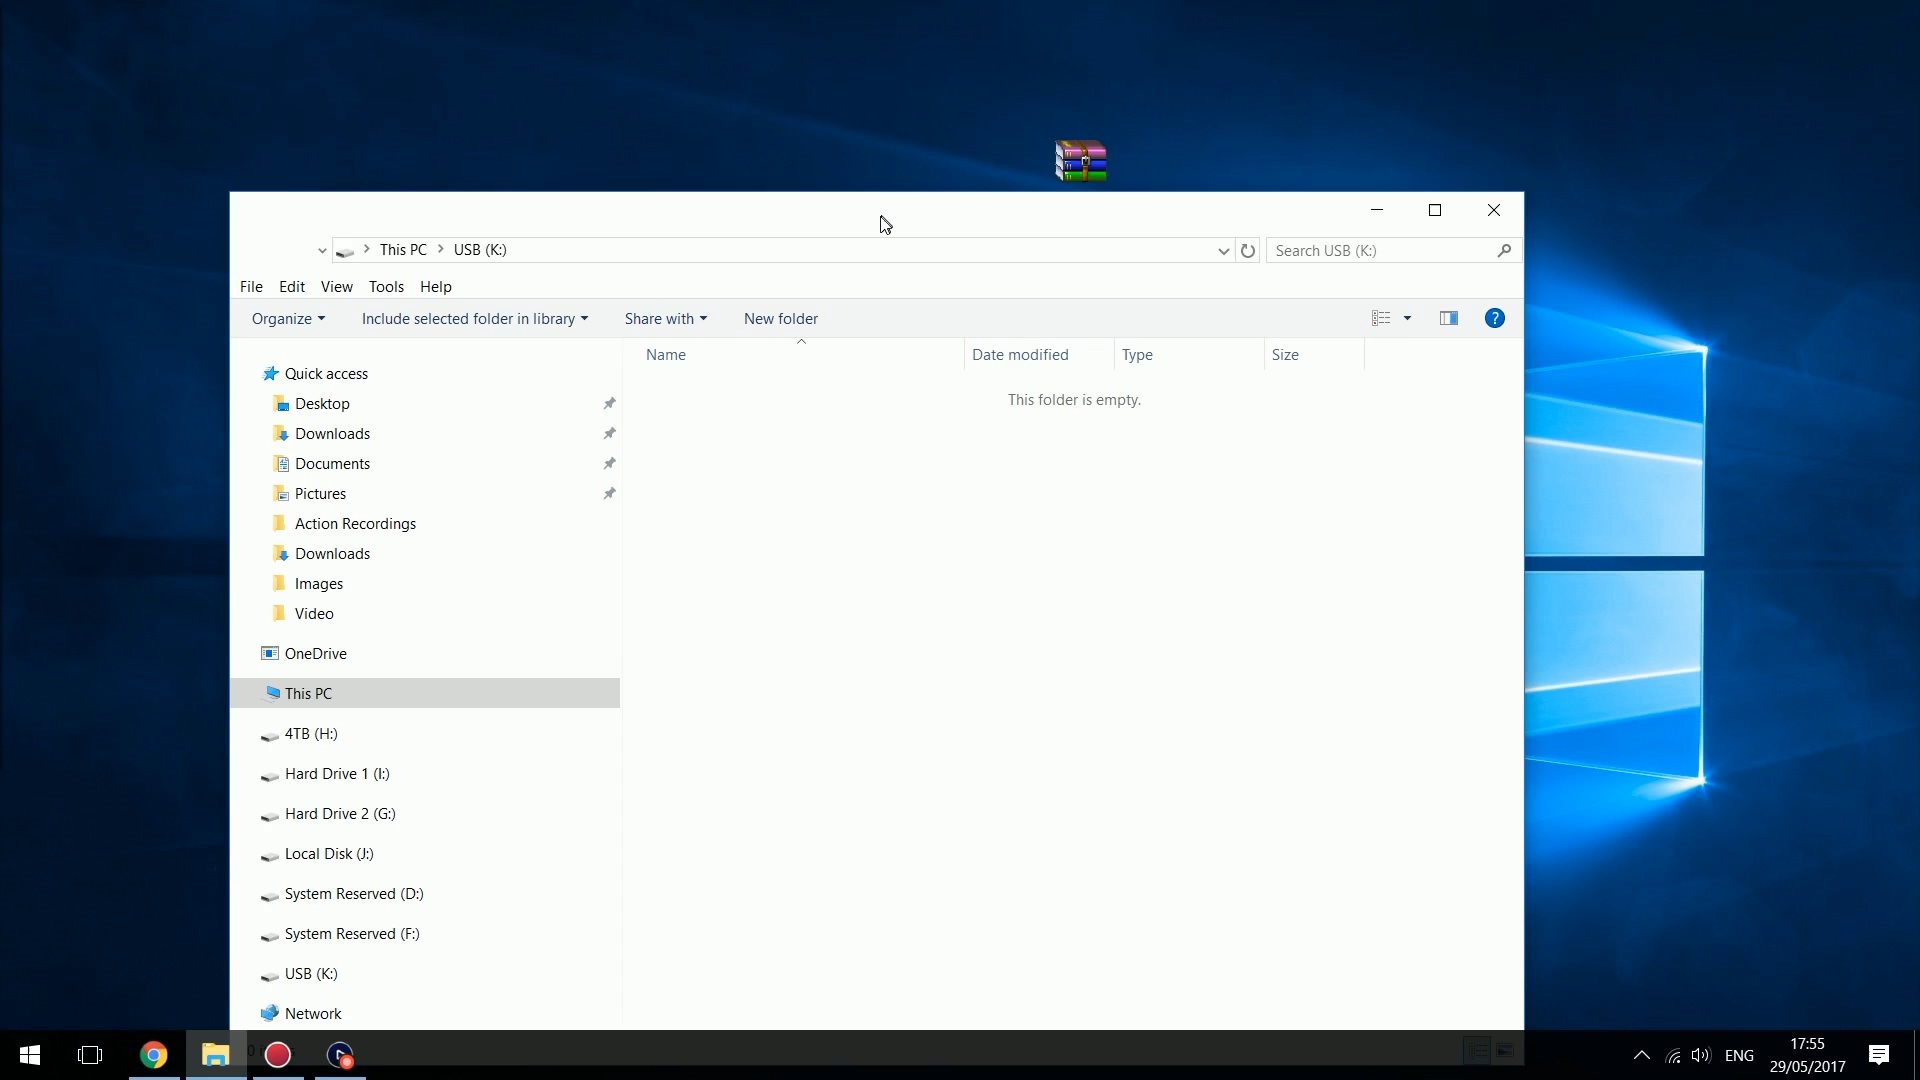 This PC
USB (K:)
Search USB (K:)
File
Edit
View
Tools
Help
Organize
Include selected folder in library
Share with
New folder
Name
Date modified
Type
Size
This folder is empty.
Quick access
Desktop
Downloads
Documents
Pictures
Action Recordings
Downloads
Images
Video
OneDrive
This PC
4TB (H:)
Hard Drive 1 (I:)
Hard Drive 2 (G:)
Local Disk (J:)
System Reserved (D:)
System Reserved (F:)
USB (K:)
Network
ENG
17:55
29/05/2017